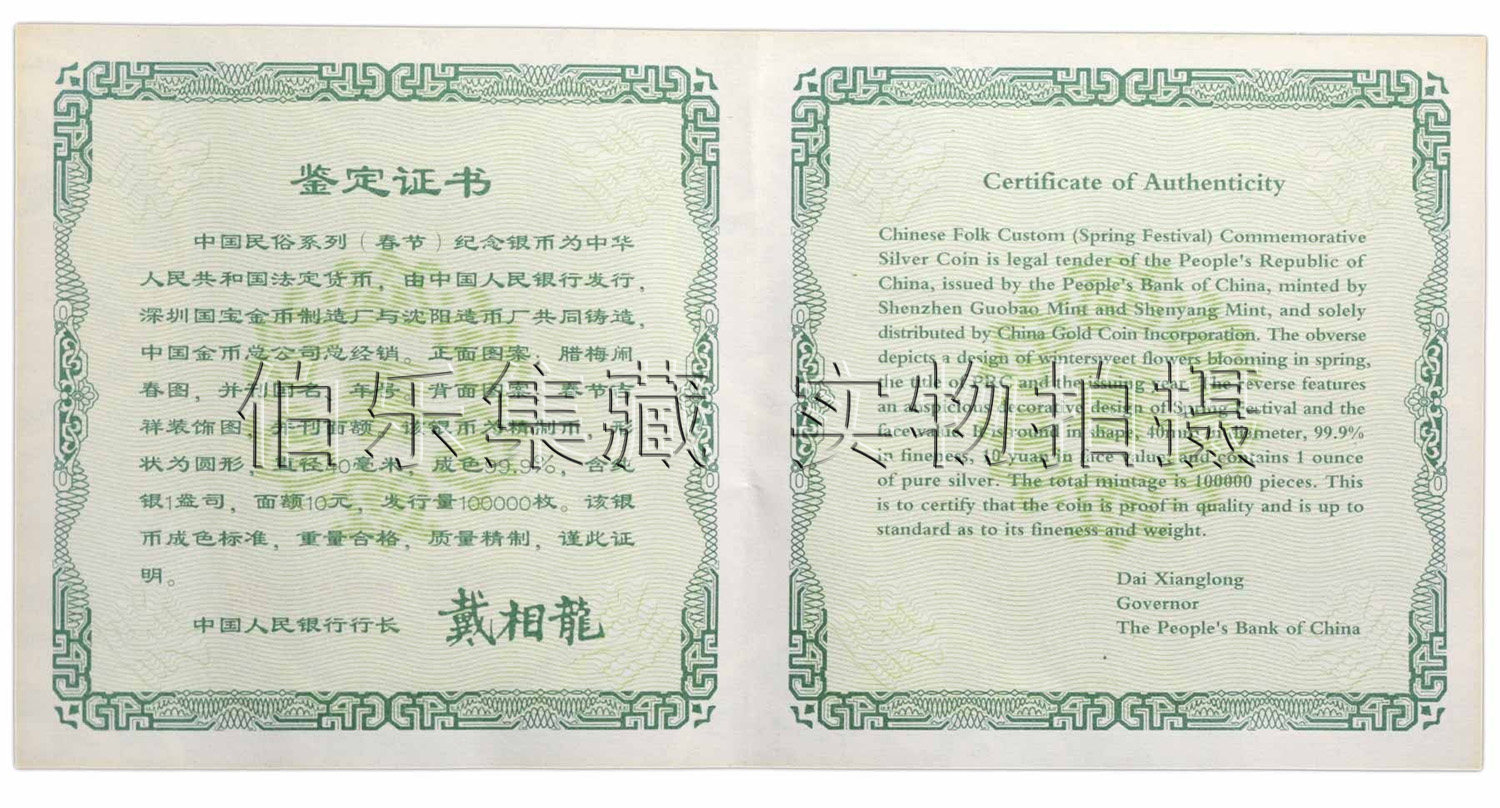 鉴定证书
中国民俗系列（春节）纪念银币为中华
人民共和国法定货币，由中国人民银行发行，
深圳国宝金币制造厂与沈阳造币厂共同铸造，
中国金币总公司总经销。正面图案：腊梅闹
春图，并刊国名、年号；背面图案：春节吉
祥装饰图，并刊面额。该银币为精制币，形
状为圆形，直径40毫米，成色99.9%，含纯
银1盎司，面额10元，发行量100000枚。该银
币成色标准，重量合格，质量精制，谨此证
明。
中国人民银行行长 戴相龍
Certificate of Authenticity
Chinese Folk Custom (Spring Festival) Commemorative
Silver Coin is legal tender of the People's Republic of
China, issued by the People's Bank of China, minted by
Shenzhen Guobao Mint and Shenyang Mint, and solely
distributed by China Gold Coin Incorporation. The obverse
depicts a design of wintersweet flowers blooming in spring,
the title of PRC and the issuing year. The reverse features
an auspicious decorative design of Spring Festival and the
face value. It is round in shape, 40mm in diameter, 99.9%
in fineness, 10 yuan in face value, and contains 1 ounce
of pure silver. The total mintage is 100000 pieces. This
is to certify that the coin is proof in quality and is up to
standard as to its fineness and weight.
Dai Xianglong
Governor
The People's Bank of China
伯乐集藏 实物拍摄